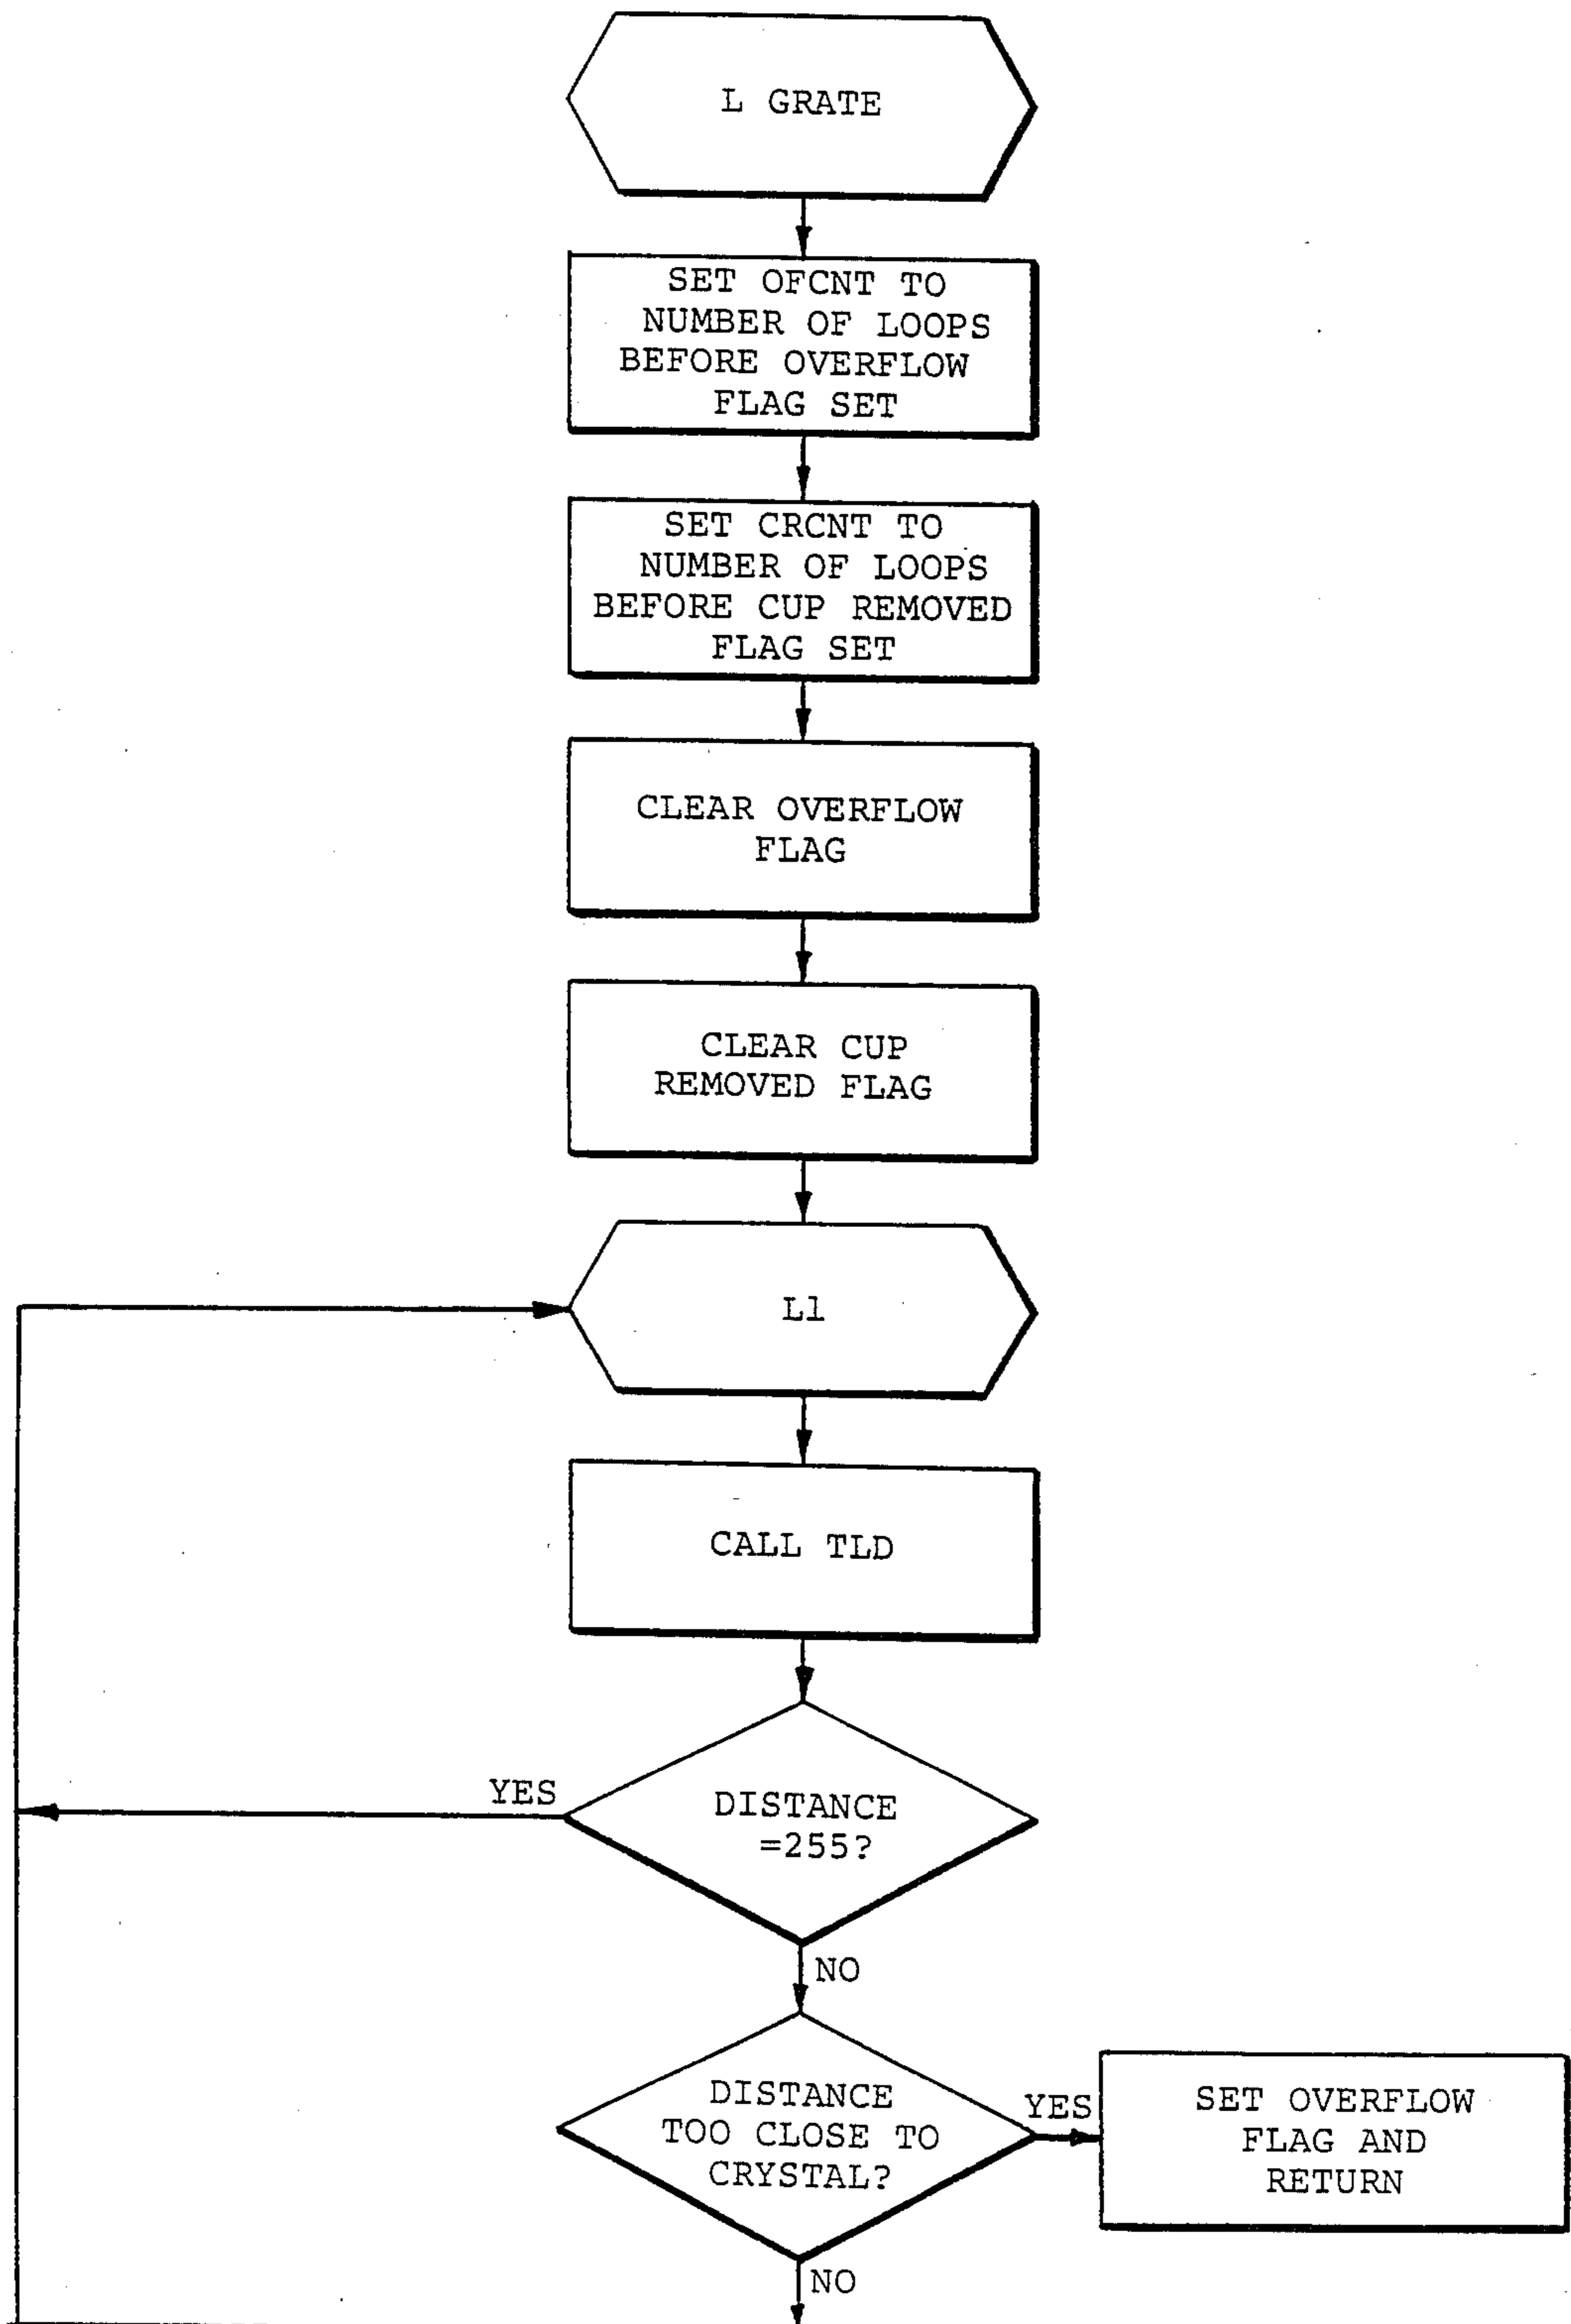 L GRATE
SET OFCNT TO
NUMBER OF LOOPS
BEFORE OVERFLOW
FLAG SET
SET CRCNT TO
NUMBER OF LOOPS
BEFORE CUP REMOVED
FLAG SET
CLEAR OVERFLOW
FLAG
CLEAR CUP
REMOVED FLAG
L1
CALL TLD
YES
DISTANCE
=255?
NO
DISTANCE
TOO CLOSE TO
CRYSTAL?
YES
SET OVERFLOW
FLAG AND
RETURN
NO